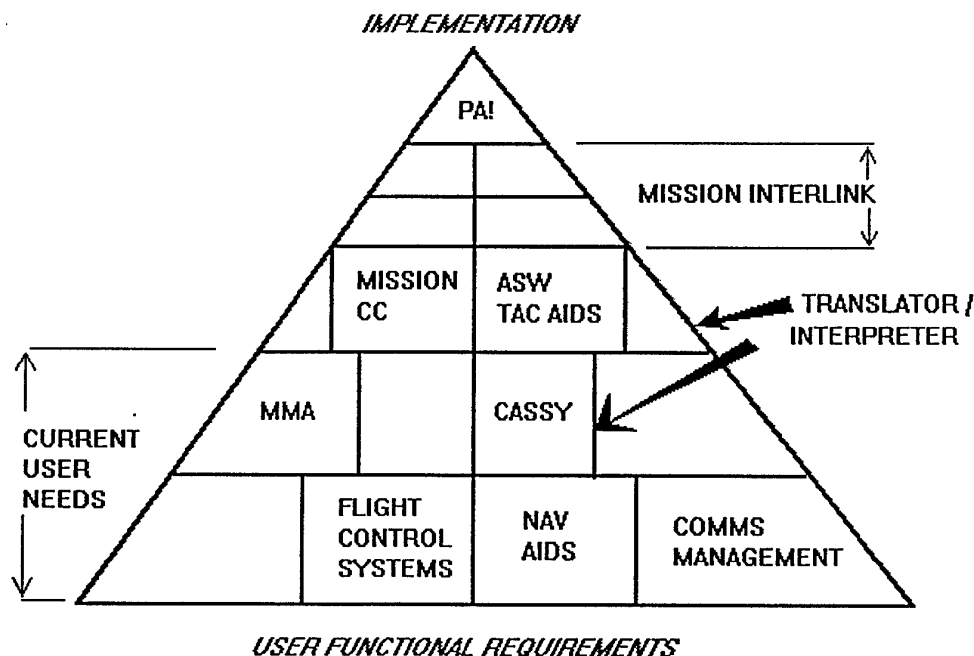 IMPLEMENTATION
PA!
MISSION INTERLINK
MISSION
CC
ASW
TAC AIDS
TRANSLATOR /
INTERPRETER
MMA
CASSY
CURRENT
USER
NEEDS
FLIGHT
CONTROL
SYSTEMS
NAV
AIDS
COMMS
MANAGEMENT
USER FUNCTIONAL REQUIREMENTS